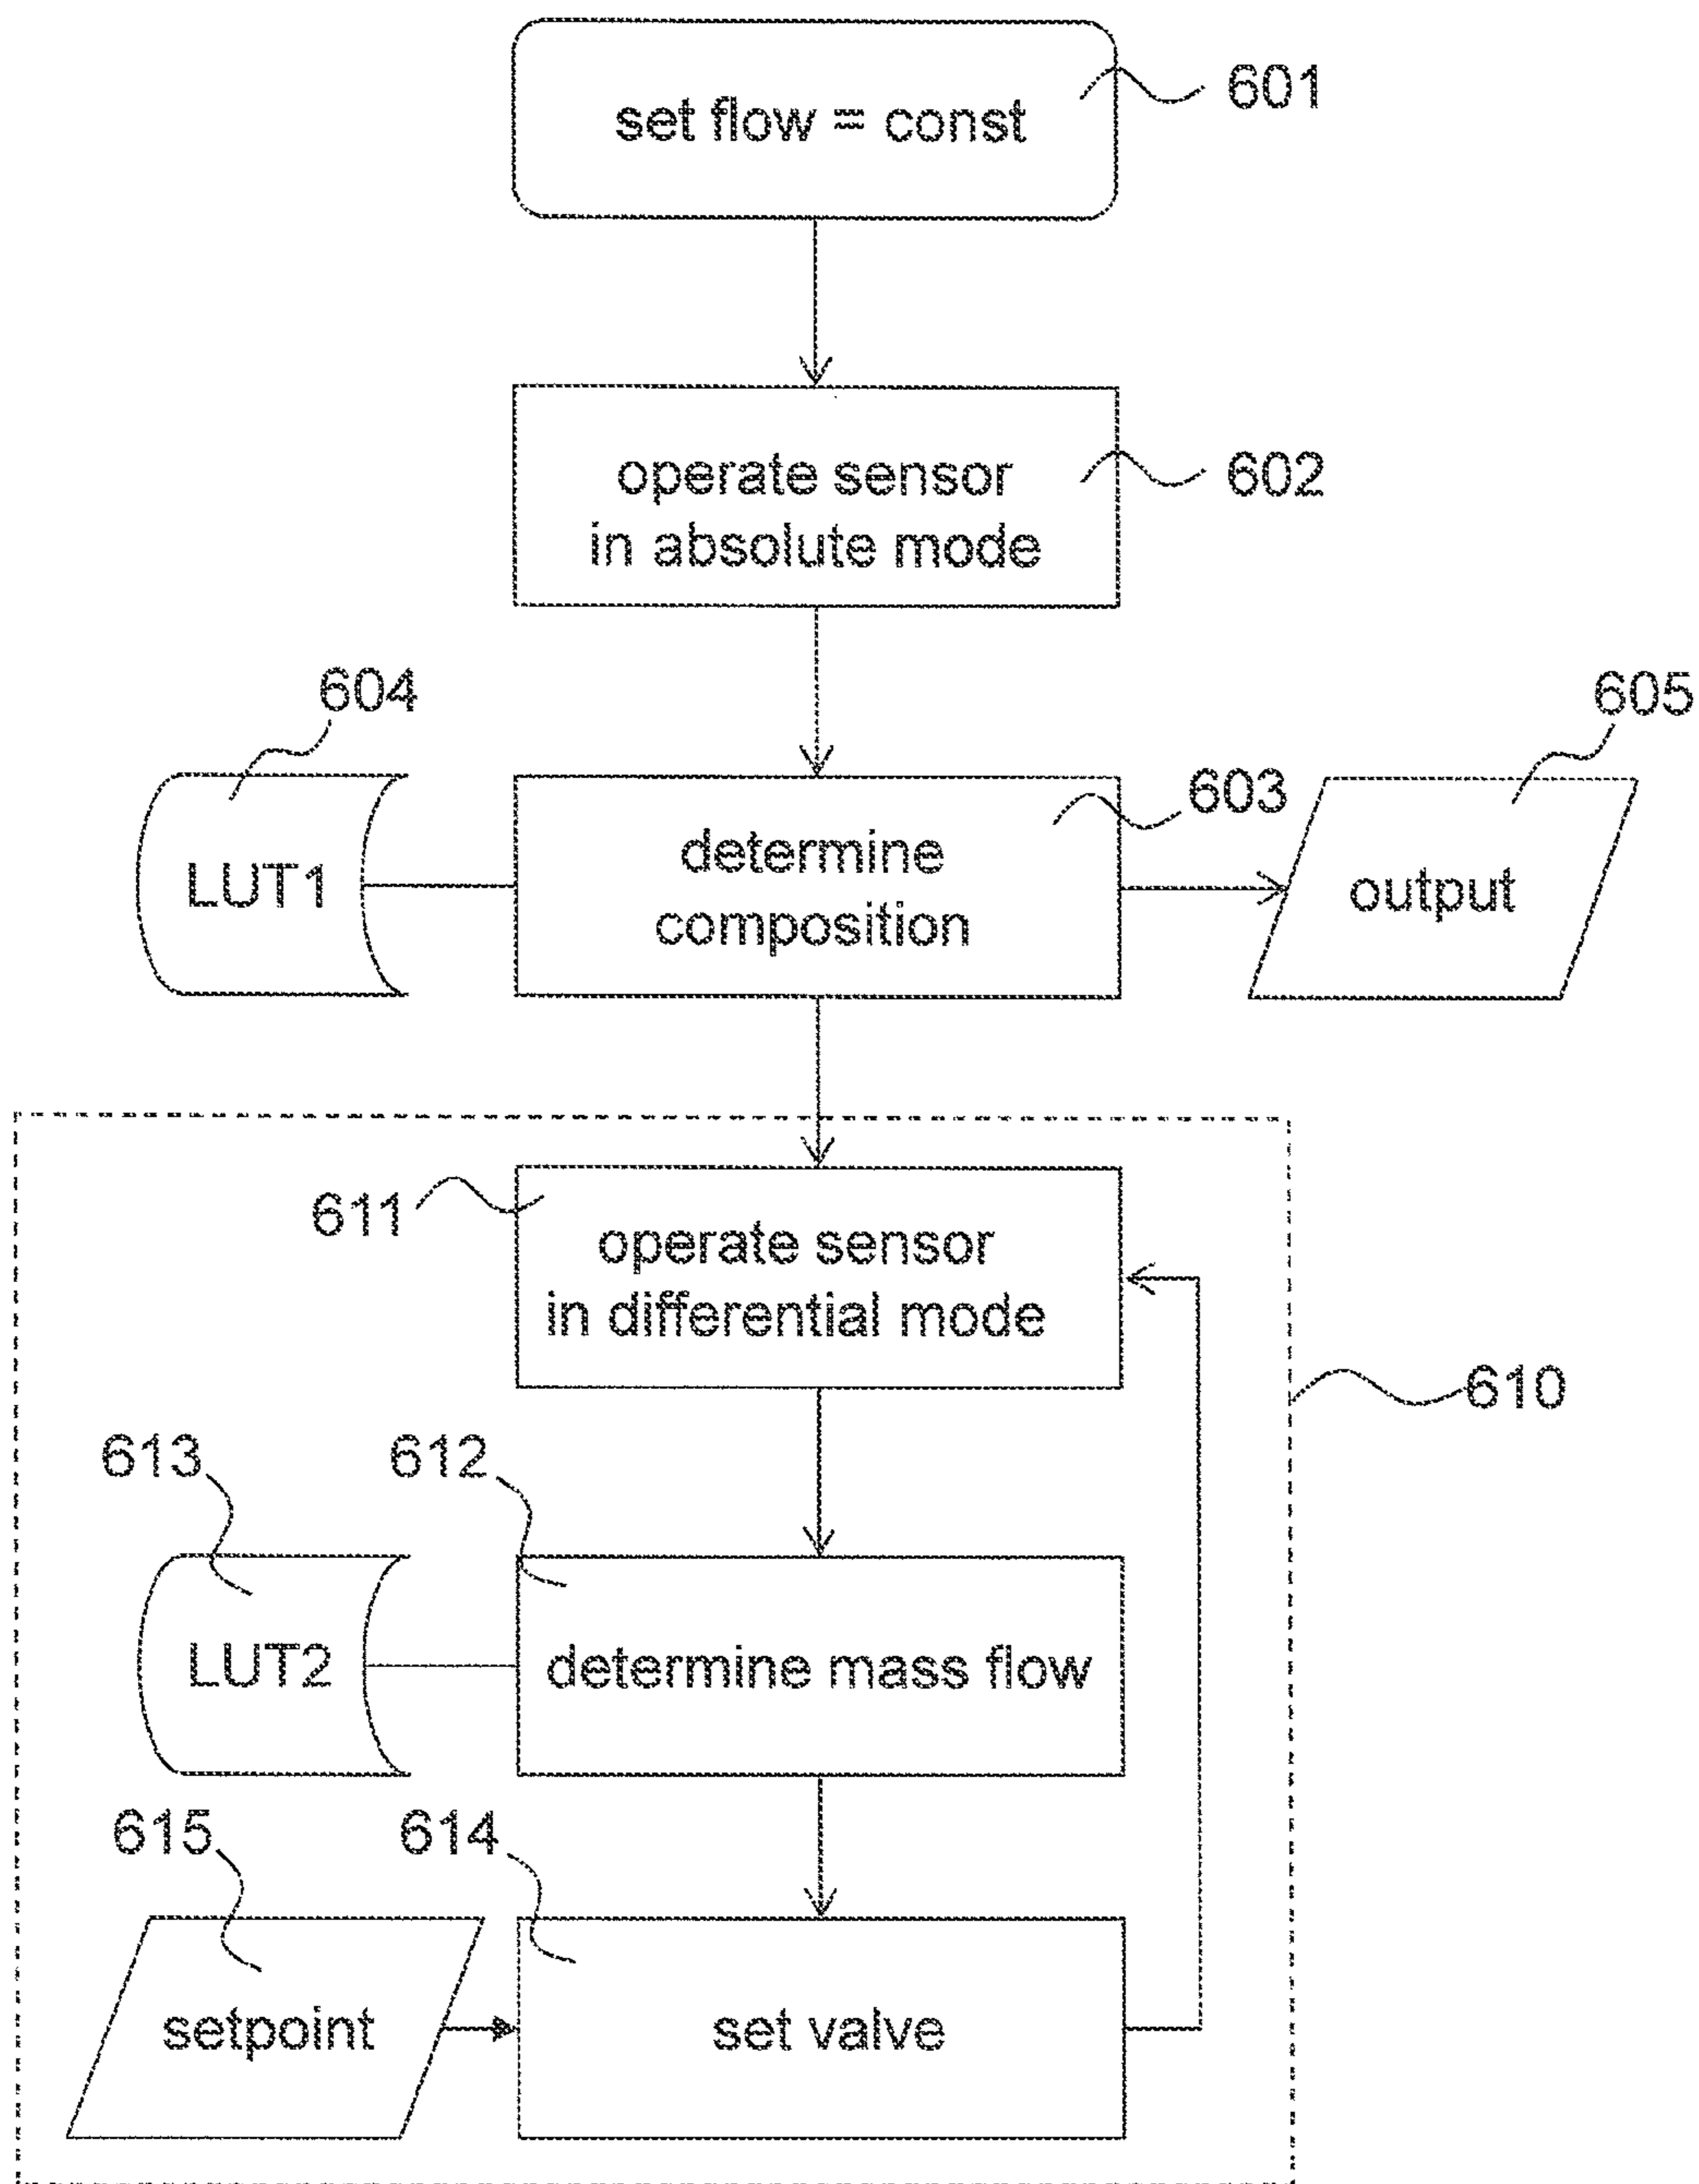 set flow = const
601
operate sensor
in absolute mode
602
604
605
603
LUT1
determine
composition
output
611
operate sensor
in differential mode
610
613
612
LUT2
determine mass flow
615
614
setpoint
set valve